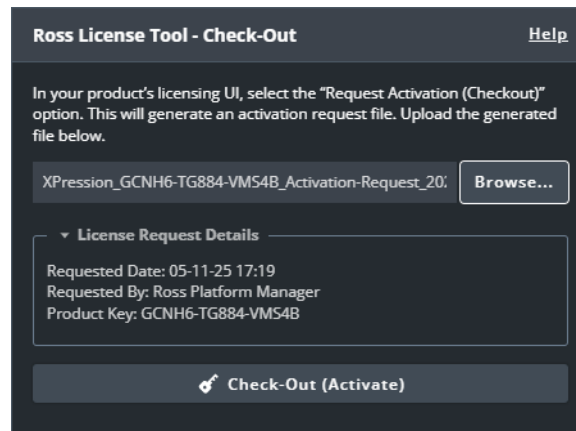 Ross License Tool - Check-Out
Help
In your product's licensing UI, select the “Request Activation (Checkout)”
option. This will generate an activation request file. Upload the generated
file below.
XPression_GCNH6-TG884-VMS4B_Activation-Request_202
Browse...
License Request Details
Requested Date: 05-11-25 17:19
Requested By: Ross Platform Manager
Product Key: GCNH6-TG884-VMS4B
Check-Out (Activate)